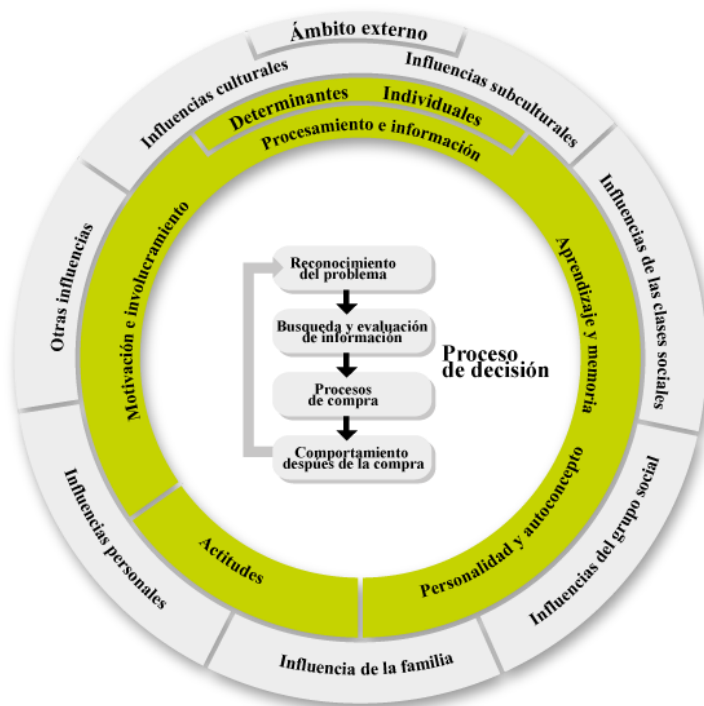 Ámbito externo
Influencias culturales
Influencias subculturales
Determinantes Individuales
Procesamiento e información
Influencias de las clases sociales
Otras influencias
Motivación e involucramiento
Aprendizaje y memoria
Reconocimiento
del problema
Busqueda y evaluación
de información
Proceso
de decisión
Procesos
de compra
Comportamiento
después de la compra
Influencias personales
Actitudes
Personalidad y autoconcepto
Influencias del grupo social
Influencia de la familia